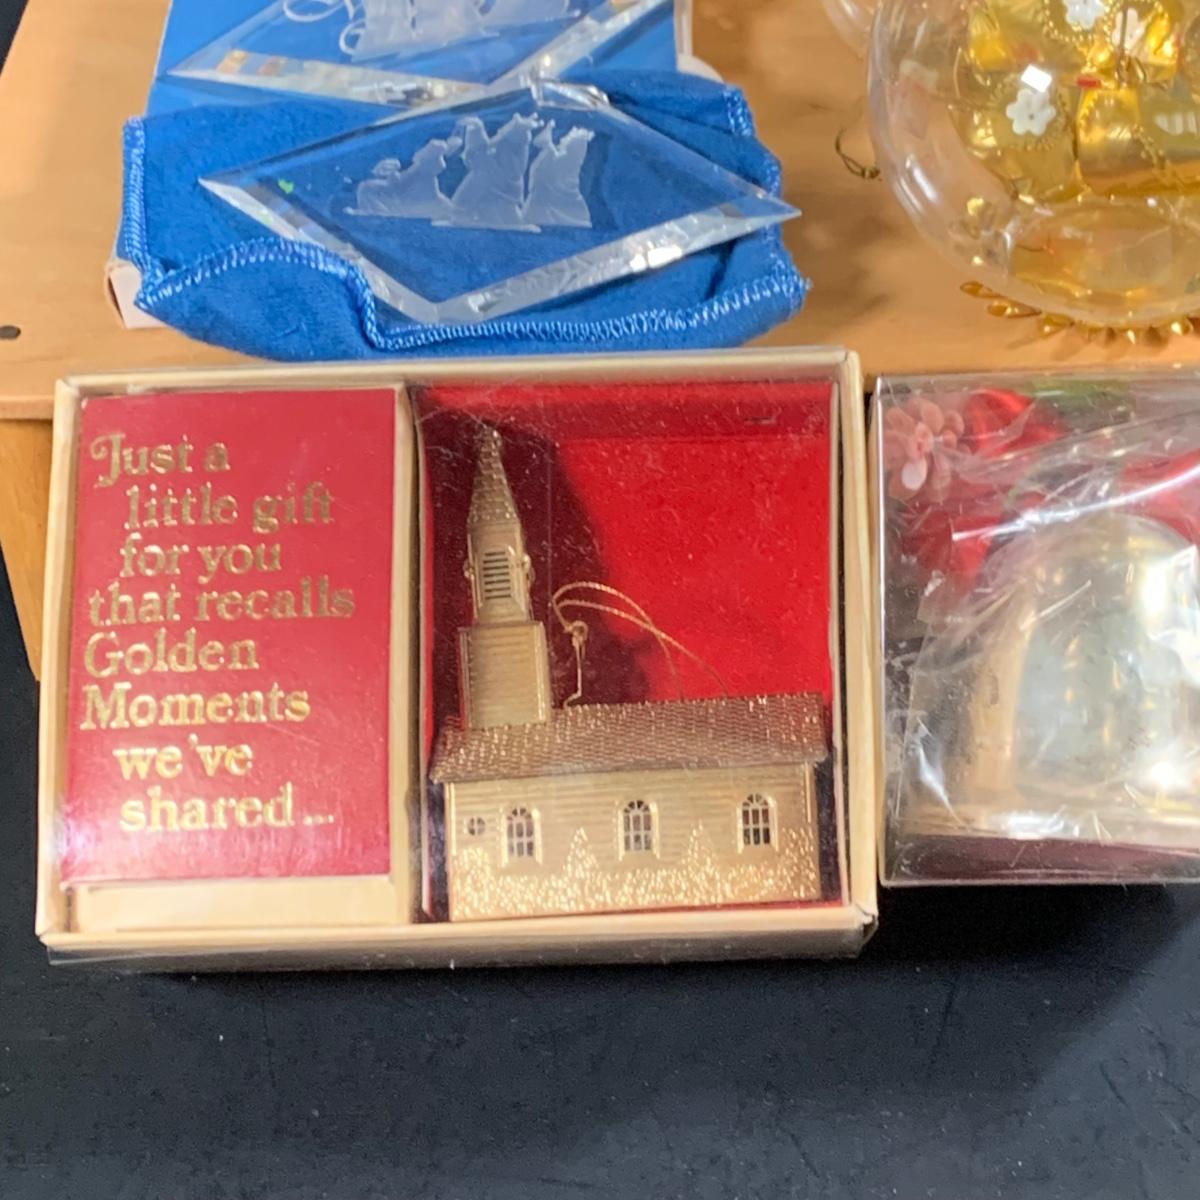 Just a
little gift
for you
that recalls
Golden
Moments
we've
shared...